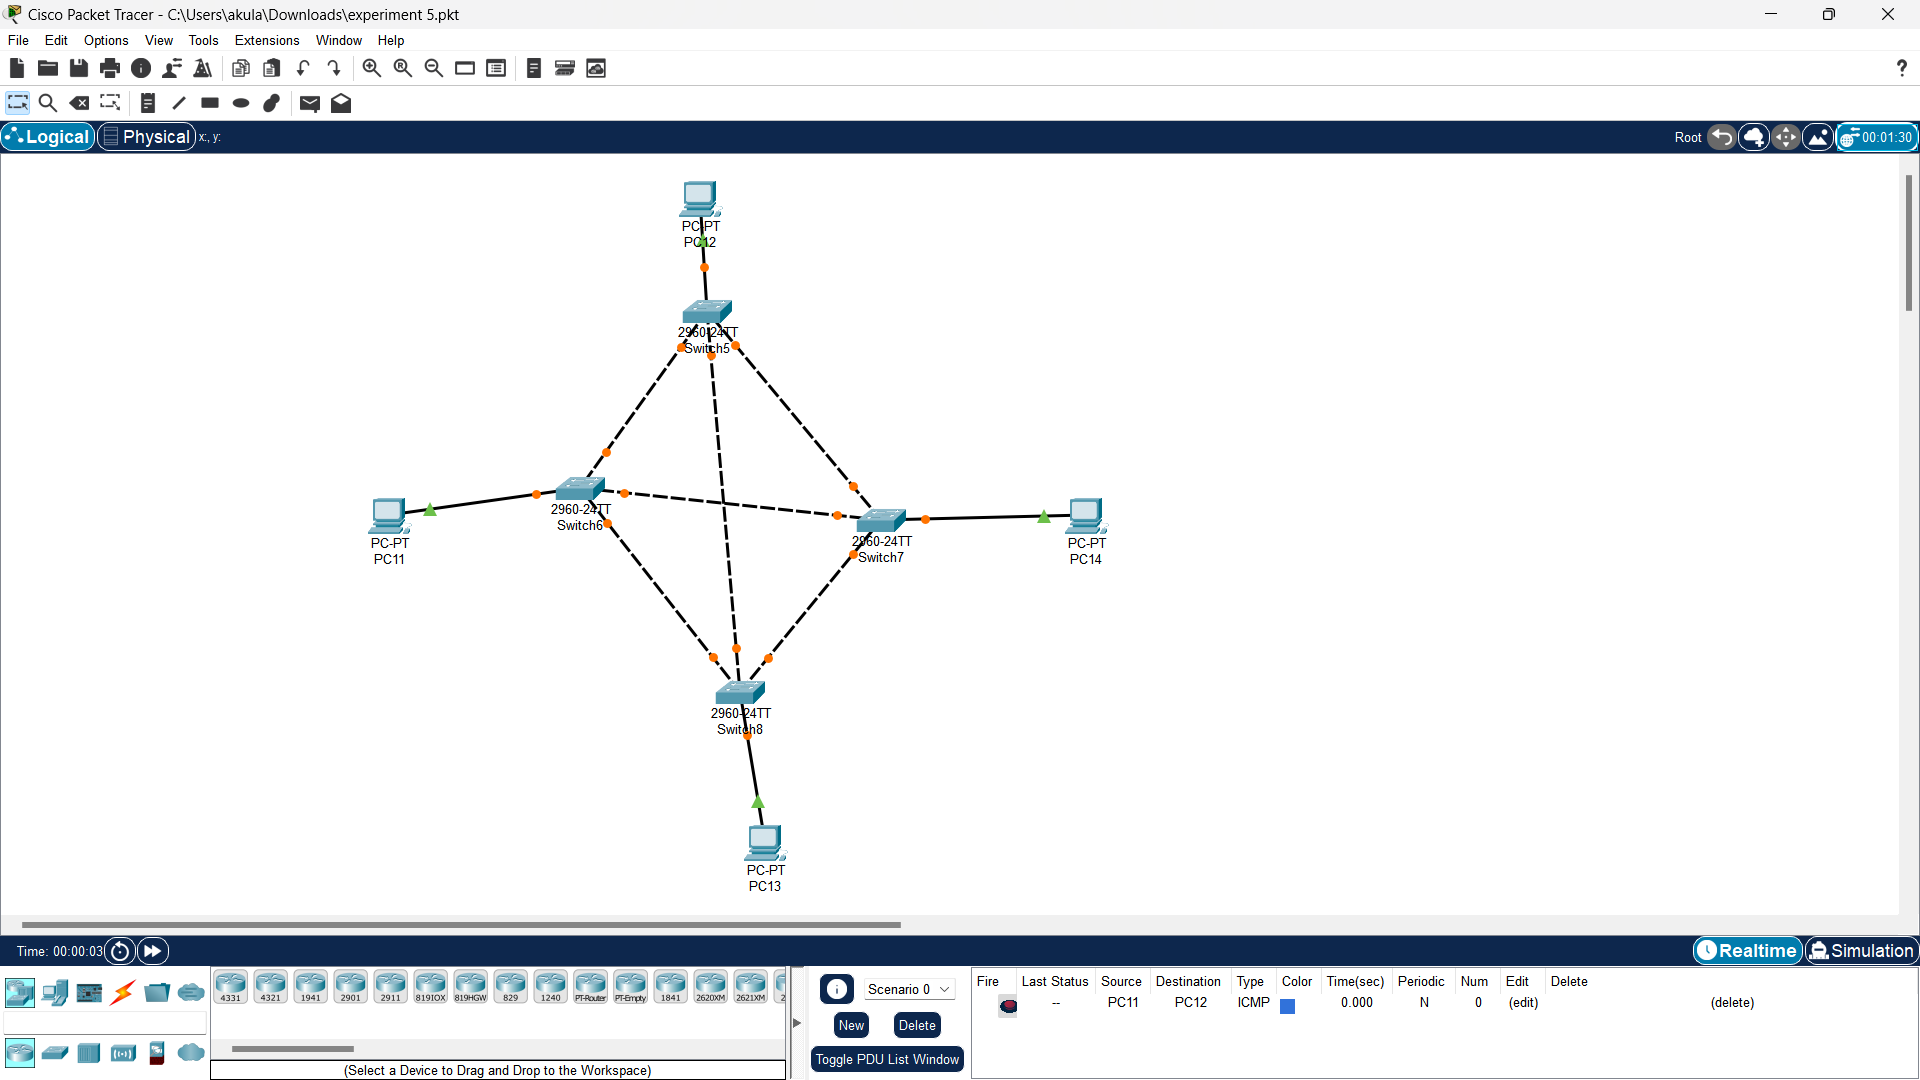 Cisco Packet Tracer - C:\Users\akula\Downloads\experiment 5.pkt
File Edit Options View Tools Extensions Window Help
?
Logical Physical x:, y: Root 00:01:30
PC-PT
PC12
2960-24TT
Switch5
2960-24TT
Switch6
PC-PT
PC11
2960-24TT
Switch7
PC-PT
PC14
2960-24TT
Switch8
PC-PT
PC13
Time: 00:00:03 Realtime Simulation
4331 4321 1941 2901 2911 819IOX 819HGW 829 1240 PT-Router PT-Empty 1841 2620XM 2621XM 2
(Select a Device to Drag and Drop to the Workspace)
Scenario 0
New Delete
Toggle PDU List Window
Fire Last Status Source Destination Type Color Time(sec) Periodic Num Edit Delete
-- PC11 PC12 ICMP 0.000 N 0 (edit) (delete)